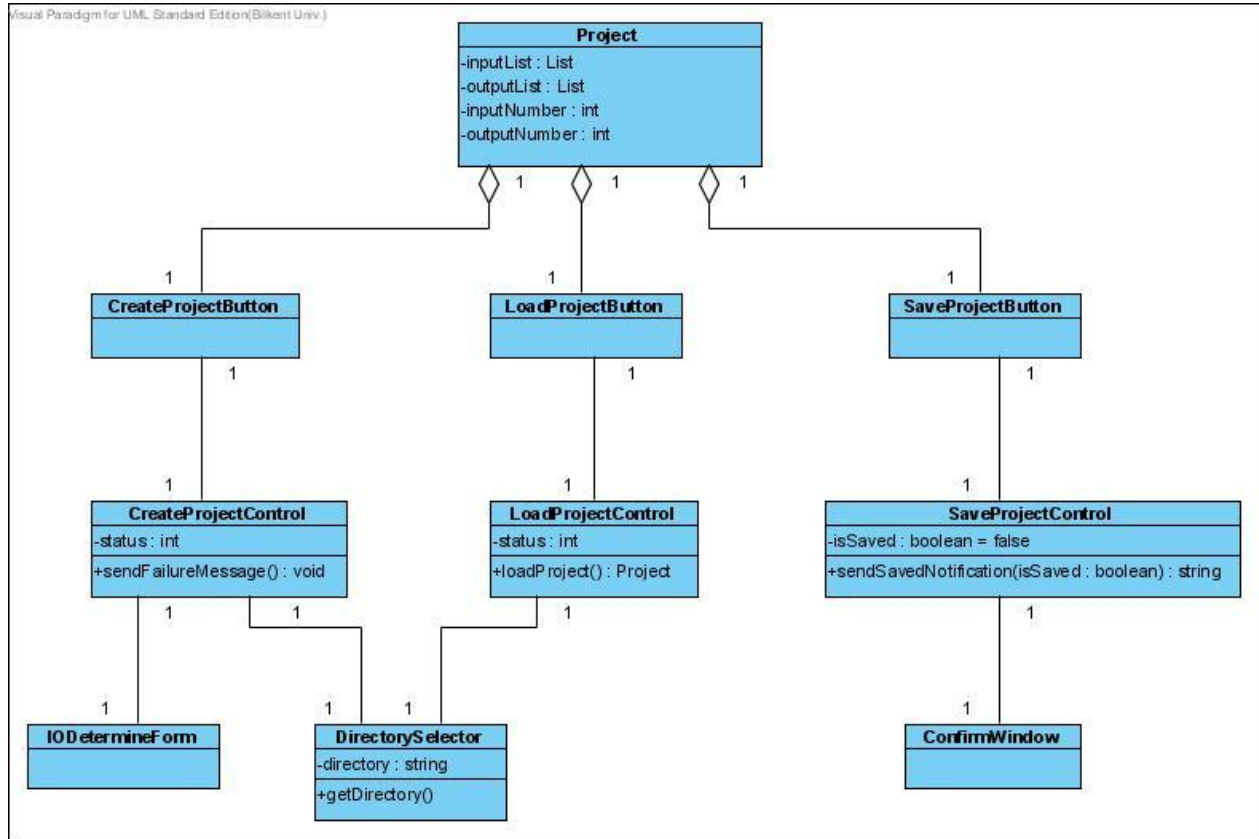 Visual Paradigm for UML Standard Edition(Bilkent Univ.)
Project
-inputList : List
-outputList : List
-inputNumber : int
-outputNumber : int
1
1
1
1
1
1
CreateProjectButton
LoadProjectButton
SaveProjectButton
1
1
1
1
1
1
CreateProjectControl
-status : int
+sendFailureMessage() : void
LoadProjectControl
-status : int
+loadProject() : Project
SaveProjectControl
-isSaved : boolean = false
+sendSavedNotification(isSaved : boolean) : string
1
1
1
1
1
1
1
1
IODetermineForm
DirectorySelector
-directory : string
+getDirectory()
ConfirmWindow